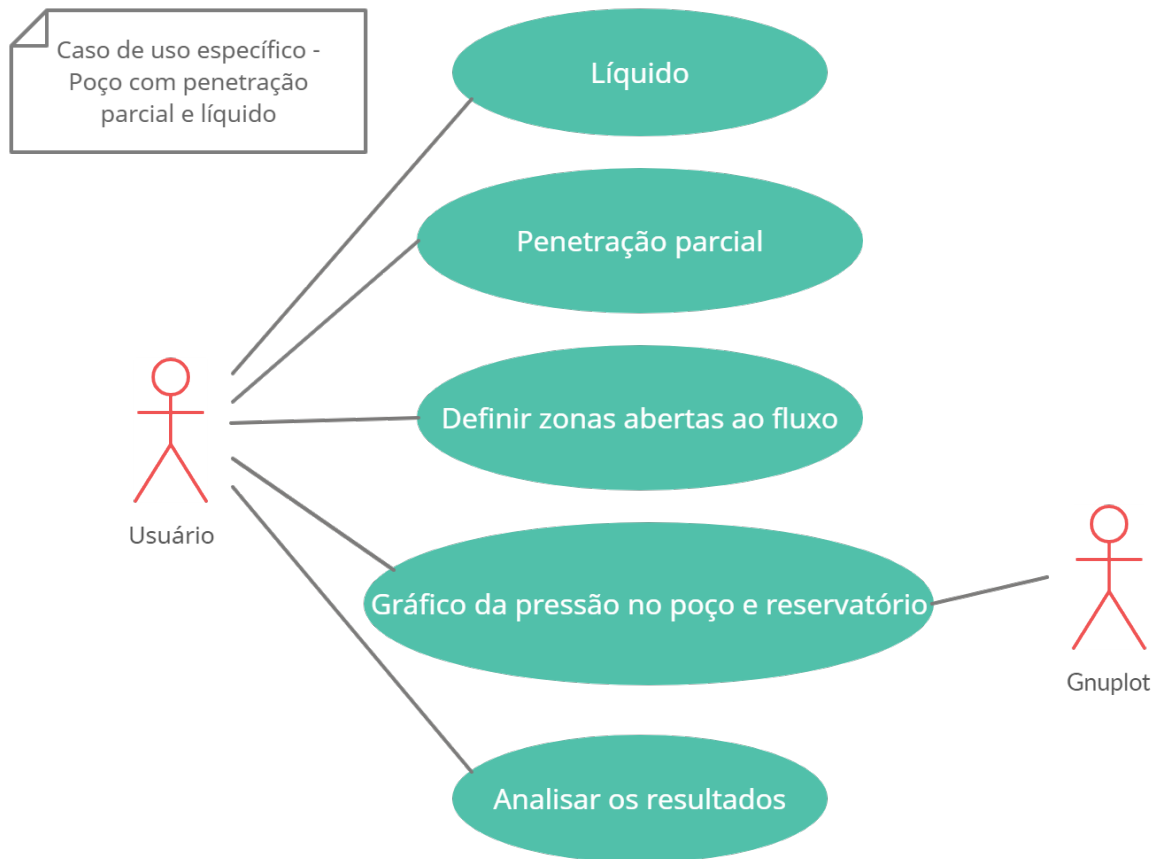 Caso de uso específico -
Poço com penetração
parcial e líquido
Líquido
Penetração parcial
Definir zonas abertas ao fluxo
Usuário
Gráfico da pressão no poço e reservatório
Gnuplot
Analisar os resultados